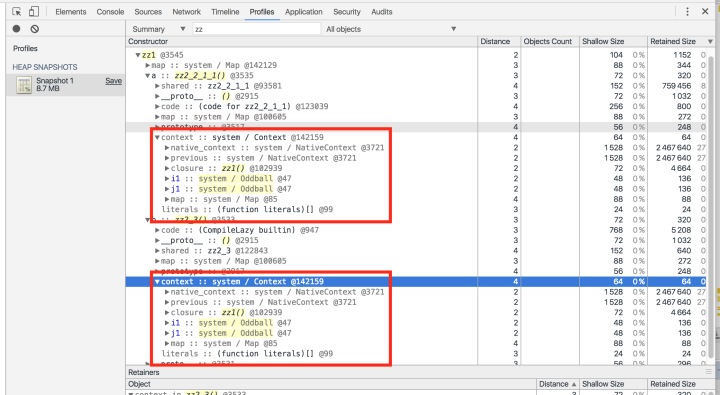 Elements Console Sources Network Timeline Profiles Application Security Audits
Summary ▼ zz All objects ▼
Profiles
HEAP SNAPSHOTS
Snapshot 1 Save
8.7 MB
Constructor Distance Objects Count Shallow Size Retained Size ▼
▼zz1 @3545 2 104 0% 1 152 0
▶map :: system / Map @142129 3 88 0% 344 0
▼a :: zz2_2_1_1() @3535 3 72 0% 320 0
▶shared :: zz2_2_1_1 @93581 4 152 0% 759 456 8
▶__proto__ :: () @2915 3 72 0% 1 032 0
▶code :: (code for zz2_2_1_1) @123039 4 256 0% 800 0
▶map :: system / Map @100605 3 88 0% 272 0
▶prototype :: @3517 4 56 0% 248 0
▼context :: system / Context @142159 4 64 0% 64 0
▶native_context :: system / NativeContext @3721 2 1 528 0% 2 467 640 27
▶previous :: system / NativeContext @3721 2 1 528 0% 2 467 640 27
▶closure :: zz1() @102939 2 72 0% 4 664 0
▶i1 :: system / Oddball @47 2 48 0% 136 0
▶j1 :: system / Oddball @47 2 48 0% 136 0
▶map :: system / Map @85 4 88 0% 88 0
literals :: (function literals)[] @99 3 24 0% 24 0
zz2_3() @3533 3 72 0% 320 0
▶code :: (CompileLazy builtin) @947 3 768 0% 5 208 0
▶__proto__ :: () @2915 3 72 0% 1 032 0
▶shared :: zz2_3 @122843 4 152 0% 640 0
▶map :: system / Map @100605 3 88 0% 272 0
▶prototype :: 4 56 0% 248 0
▼context :: system / Context @142159 4 64 0% 64 0
▶native_context :: system / NativeContext @3721 2 1 528 0% 2 467 640 27
▶previous :: system / NativeContext @3721 2 1 528 0% 2 467 640 27
▶closure :: zz1() @102939 2 72 0% 4 664 0
▶i1 :: system / Oddball @47 2 48 0% 136 0
▶j1 :: system / Oddball @47 2 48 0% 136 0
▶map :: system / Map @85 4 88 0% 88 0
literals :: (function literals)[] @99 3 24 0% 24 0
3 56 0% 296 0
Retainers
Object Distance ▲ Shallow Size Retained Size
▼context in zz2_3() @3533 3 72 0% 320 0